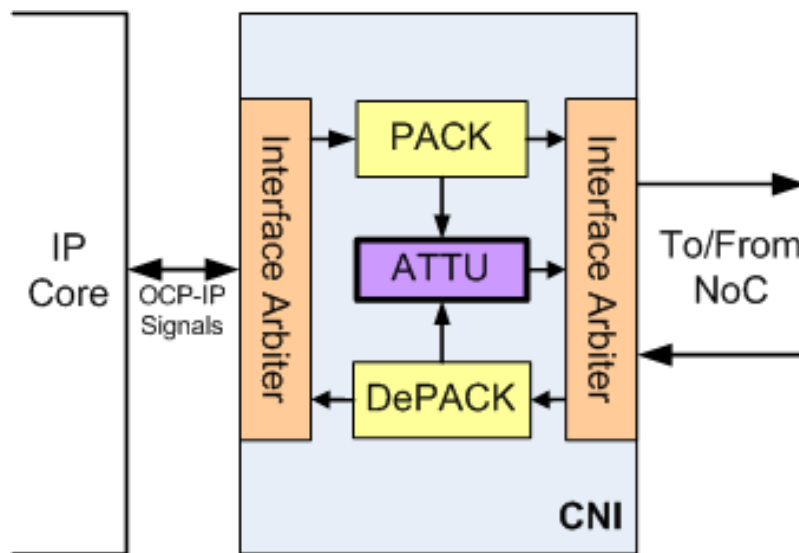 IP
Core
OCP-IP
Signals
Interface Arbiter
PACK
ATTU
DePACK
Interface Arbiter
To/From
NoC
CNI